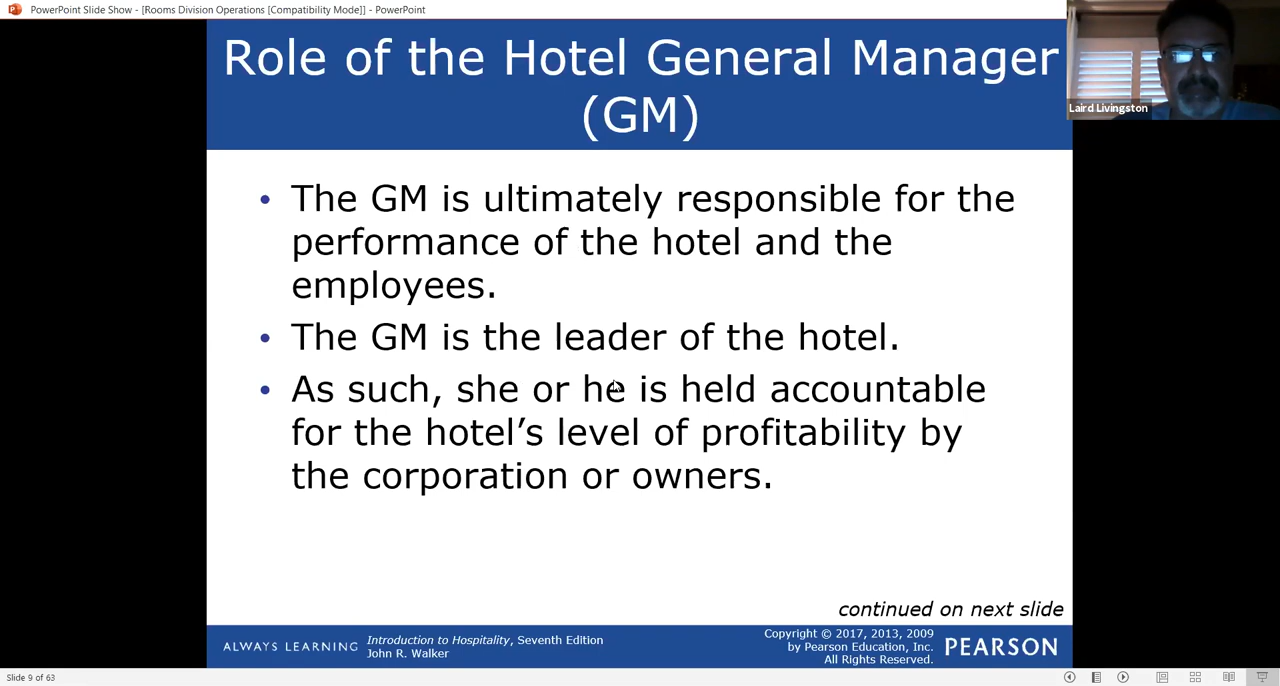 PowerPoint Slide Show - [Rooms Division Operations [Compatibility Mode]] - PowerPoint
Role of the Hotel General Manager
(GM)
Laird Livingston
• The GM is ultimately responsible for the
performance of the hotel and the
employees.
• The GM is the leader of the hotel.
• As such, she or he is held accountable
for the hotel’s level of profitability by
the corporation or owners.
continued on next slide
ALWAYS LEARNING
Introduction to Hospitality, Seventh Edition
John R. Walker
Copyright © 2017, 2013, 2009
by Pearson Education, Inc.
All Rights Reserved.
PEARSON
Slide 9 of 63